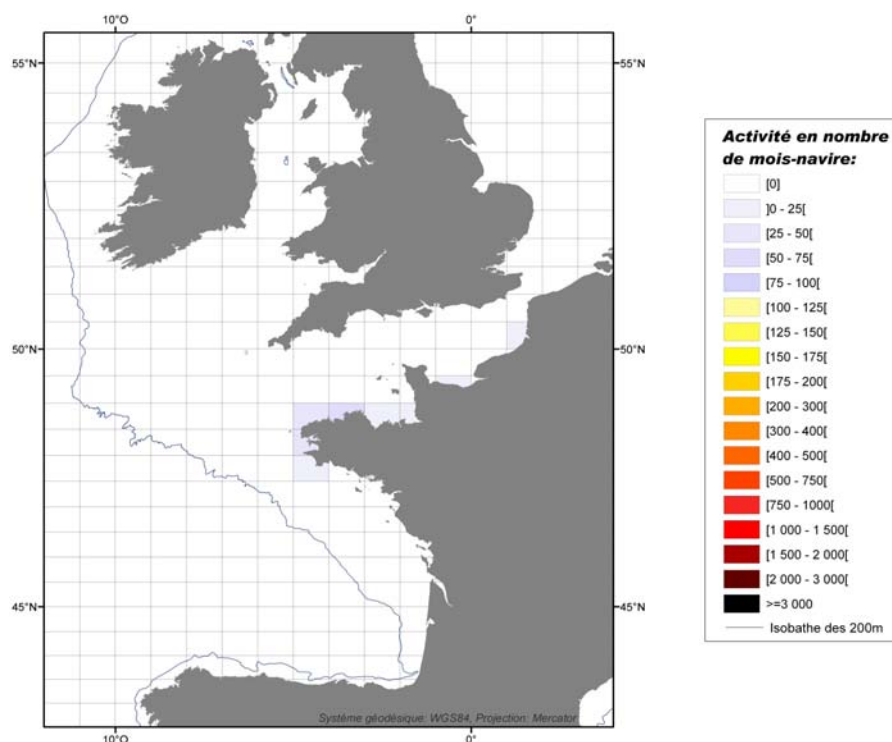 10°O
0°
55°N
55°N
50°N
50°N
45°N
45°N
Système géodésique: WGS84, Projection: Mercator
10°O
0°
Activité en nombre
de mois-navire:
[0]
]0 - 25[
[25 - 50[
[50 - 75[
[75 - 100[
[100 - 125[
[125 - 150[
[150 - 175[
[175 - 200[
[200 - 300[
[300 - 400[
[400 - 500[
[500 - 750[
[750 - 1000[
[1 000 - 1 500[
[1 500 - 2 000[
[2 000 - 3 000[
>=3 000
Isobathe des 200m